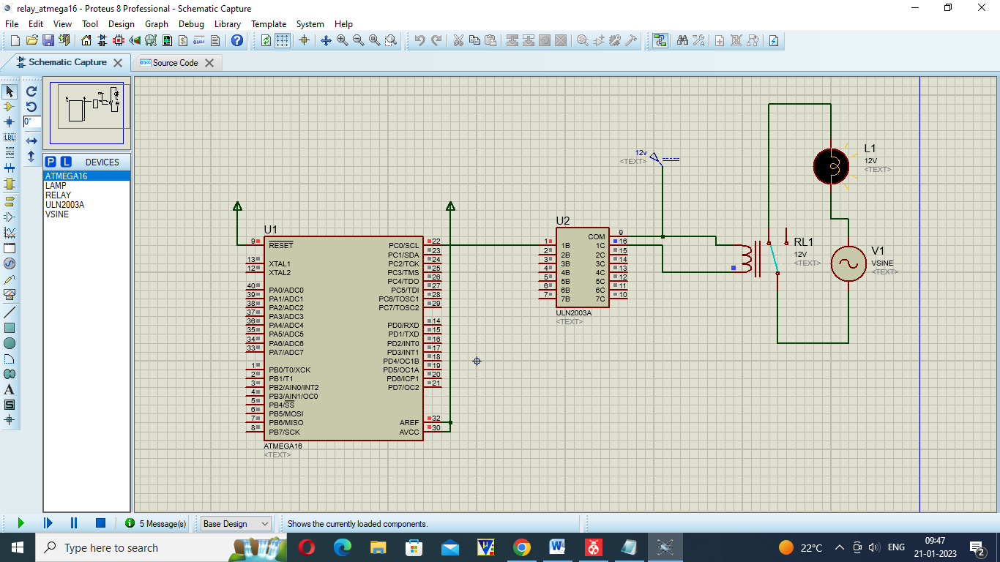 relay_atmega16 - Proteus 8 Professional - Schematic Capture
File Edit View Tool Design Graph Debug Library Template System Help
Schematic Capture
Source Code
0°
P L DEVICES
ATMEGA16
LAMP
RELAY
ULN2003A
VSINE
U1
9 RESET
13 XTAL1
12 XTAL2
40 PA0/ADC0
39 PA1/ADC1
38 PA2/ADC2
37 PA3/ADC3
36 PA4/ADC4
35 PA5/ADC5
34 PA6/ADC6
33 PA7/ADC7
1 PB0/T0/XCK
2 PB1/T1
3 PB2/AIN0/INT2
4 PB3/AIN1/OC0
5 PB4/SS
6 PB5/MOSI
7 PB6/MISO
8 PB7/SCK
PC0/SCL 22
PC1/SDA 23
PC2/TCK 24
PC3/TMS 25
PC4/TDO 26
PC5/TDI 27
PC6/TOSC1 28
PC7/TOSC2 29
PD0/RXD 14
PD1/TXD 15
PD2/INT0 16
PD3/INT1 17
PD4/OC1B 18
PD5/OC1A 19
PD6/ICP1 20
PD7/OC2 21
AREF 32
AVCC 30
ATMEGA16
<TEXT>
U2
COM 9
1 1B 1C 16
2 2B 2C 15
3 3B 3C 14
4 4B 4C 13
5 5B 5C 12
6 6B 6C 11
7 7B 7C 10
ULN2003A
<TEXT>
12v
<TEXT>
L1
12V
<TEXT>
RL1
12V
<TEXT>
V1
VSINE
<TEXT>
5 Message(s)
Base Design
Shows the currently loaded components.
Type here to search
22°C
ENG
09:47
21-01-2023
2